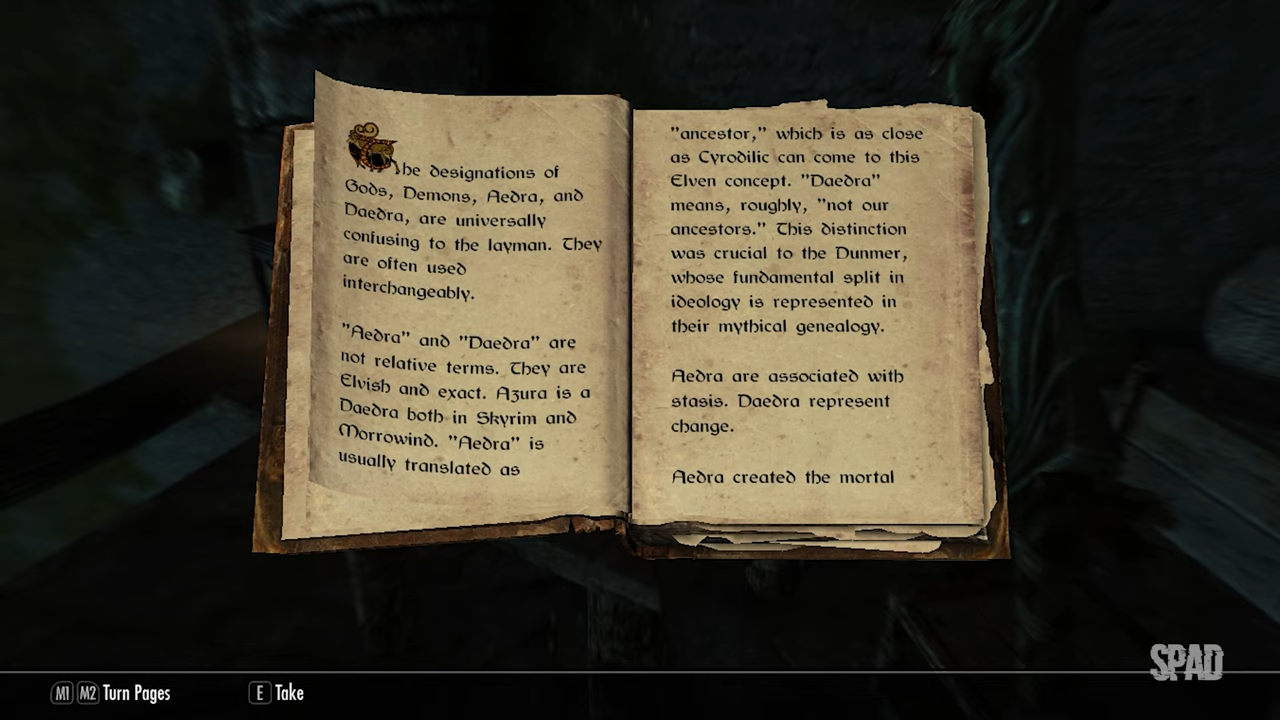 The designations of
Gods, Demons, Aedra, and
Daedra, are universally
confusing to the layman. They
are often used
interchangeably.
"Aedra" and "Daedra" are
not relative terms. They are
Elvish and exact. Azura is a
Daedra both in Skyrim and
Morrowind. "Aedra" is
usually translated as
"ancestor," which is as close
as Cyrodilic can come to this
Elven concept. "Daedra"
means, roughly, "not our
ancestors." This distinction
was crucial to the Dunmer,
whose fundamental split in
ideology is represented in
their mythical genealogy.
Aedra are associated with
stasis. Daedra represent
change.
Aedra created the mortal
SPAD
M1 M2 Turn Pages
E Take